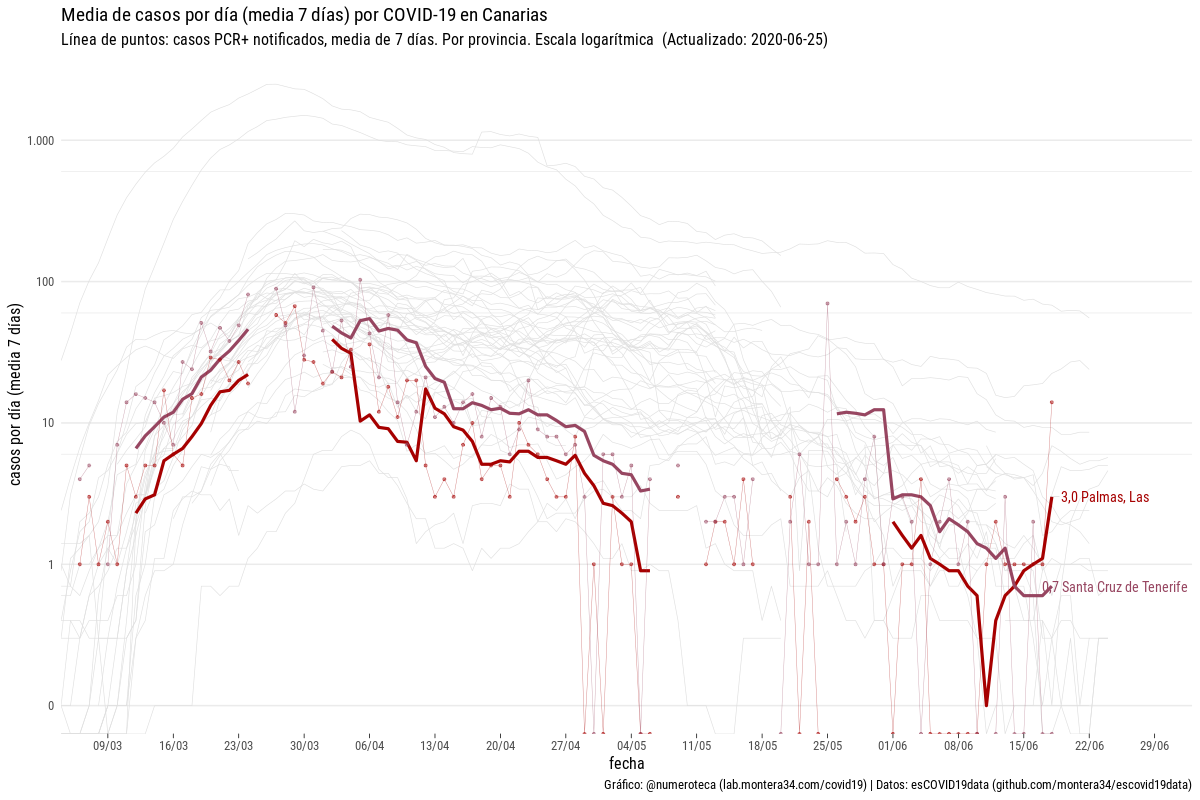 Media de casos por día (media 7 días) por COVID-19 en Canarias
Línea de puntos: casos PCR+ notificados, media de 7 días. Por provincia. Escala logarítmica  (Actualizado: 2020-06-25)
casos por día (media 7 días)
1.000
100
10
1
0
3,0 Palmas, Las
0,7 Santa Cruz de Tenerife
09/03 16/03 23/03 30/03 06/04 13/04 20/04 27/04 04/05 11/05 18/05 25/05 01/06 08/06 15/06 22/06 29/06
fecha
Gráfico: @numeroteca (lab.montera34.com/covid19) | Datos: esCOVID19data (github.com/montera34/escovid19data)